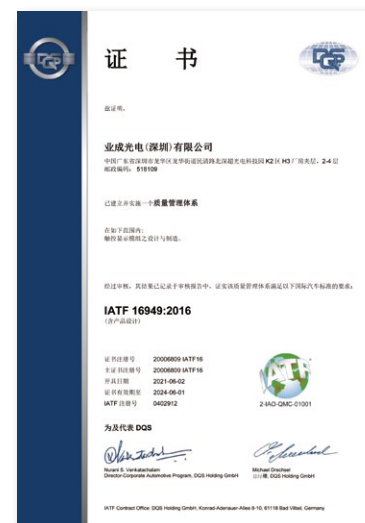 DQS
DQS
证 书
兹证明,
业成光电(深圳)有限公司
中国广东省深圳市龙华区龙华街道民清路北深超光电科技园 K2 区 H3 厂房夹层、2-4 层
邮政编码: 518109
已建立并实施一个质量管理体系
在如下范围内:
触控显示模组之设计与制造。
经过审核,其结果已记录于审核报告中,证实该质量管理体系满足以下国际汽车标准的要求:
IATF 16949:2016
(含产品设计)
证书注册号 20006809 IATF16
主证书注册号 20006809 IATF16
开具日期 2021-06-02
证书有效期至 2024-06-01
IATF 注册号 0402912
IATF
2-IAO-QMC-01001
为及代表 DQS
Nurani S. Venkatachalam
Director-Corporate Automotive Program, DQS Holding GmbH
Michael Drechsel
总经理, DQS Holding GmbH
IATF Contract Office: DQS Holding GmbH, Konrad-Adenauer-Allee 8-10, 61118 Bad Vilbel, Germany